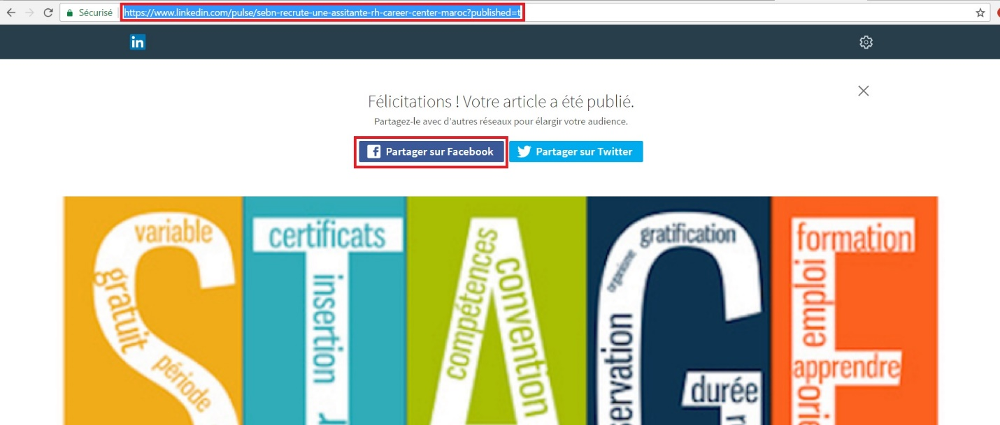 Sécurisé
https://www.linkedin.com/pulse/sebn-recrute-une-assitante-rh-career-center-maroc?published=t
in
Félicitations ! Votre article a été publié.
Partagez-le avec d'autres réseaux pour élargir votre audience.
f Partager sur Facebook
Partager sur Twitter
variable
gratuit
période
certificats
insertion
compétences
convention
gratification
organisme
durée
formation
emploi
apprendre